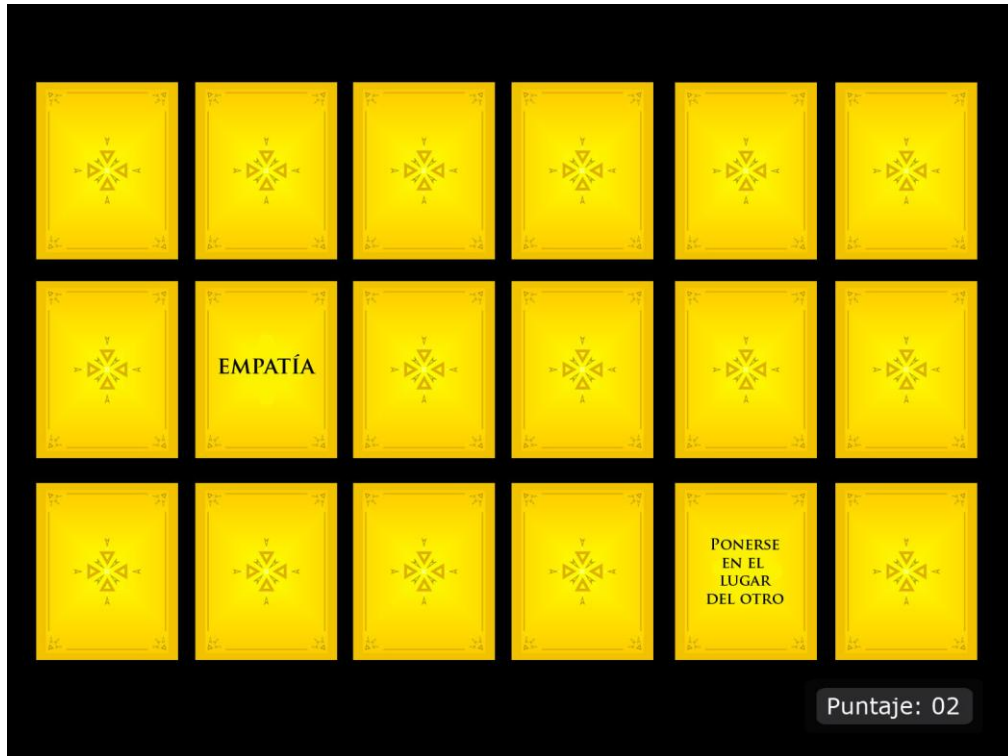 EMPATÍA
PONERSE
EN EL
LUGAR
DEL OTRO
Puntaje: 02